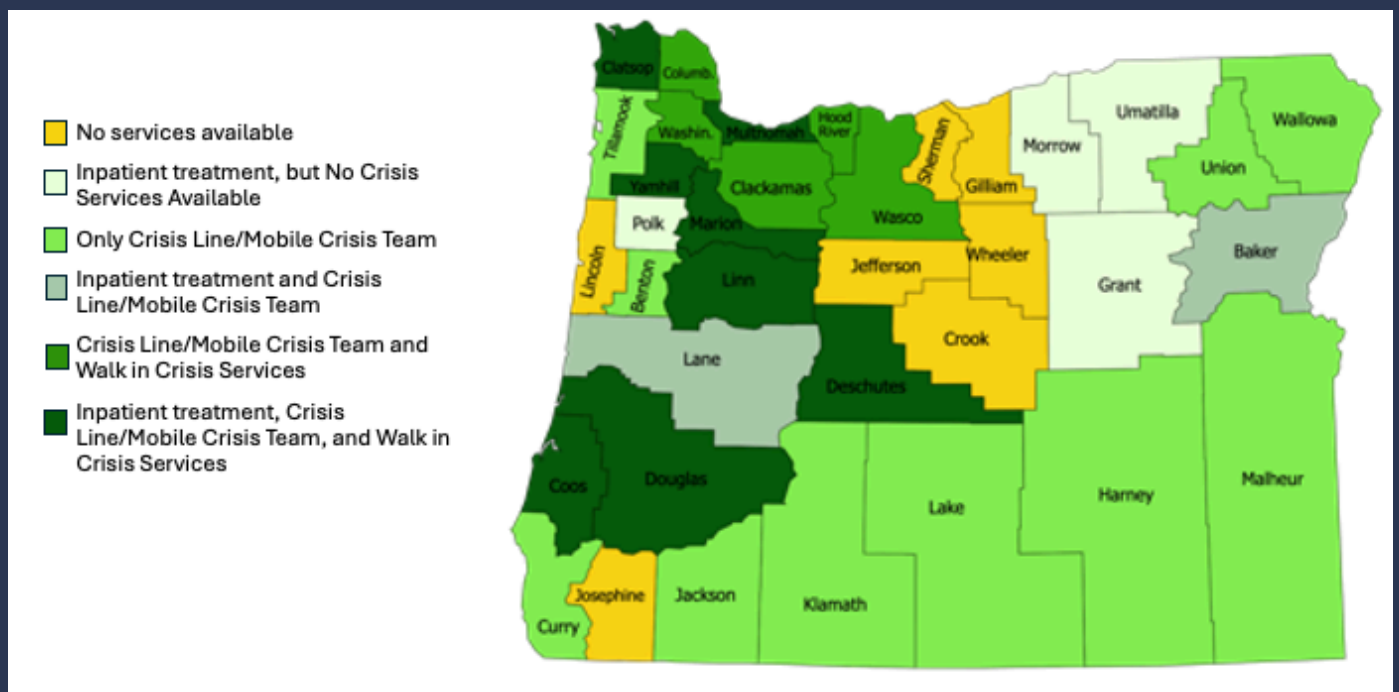 No services available
Inpatient treatment, but No Crisis
Services Available
Only Crisis Line/Mobile Crisis Team
Inpatient treatment and Crisis
Line/Mobile Crisis Team
Crisis Line/Mobile Crisis Team and
Walk in Crisis Services
Inpatient treatment, Crisis
Line/Mobile Crisis Team, and Walk in
Crisis Services
Clatsop
Columb.
Tillamook
Washin.
Multnomah
Hood
River
Sherman
Gilliam
Morrow
Umatilla
Union
Wallowa
Yamhill
Clackamas
Wasco
Polk
Marion
Lincoln
Benton
Linn
Jefferson
Wheeler
Grant
Baker
Lane
Crook
Deschutes
Coos
Douglas
Lake
Harney
Malheur
Curry
Josephine
Jackson
Klamath